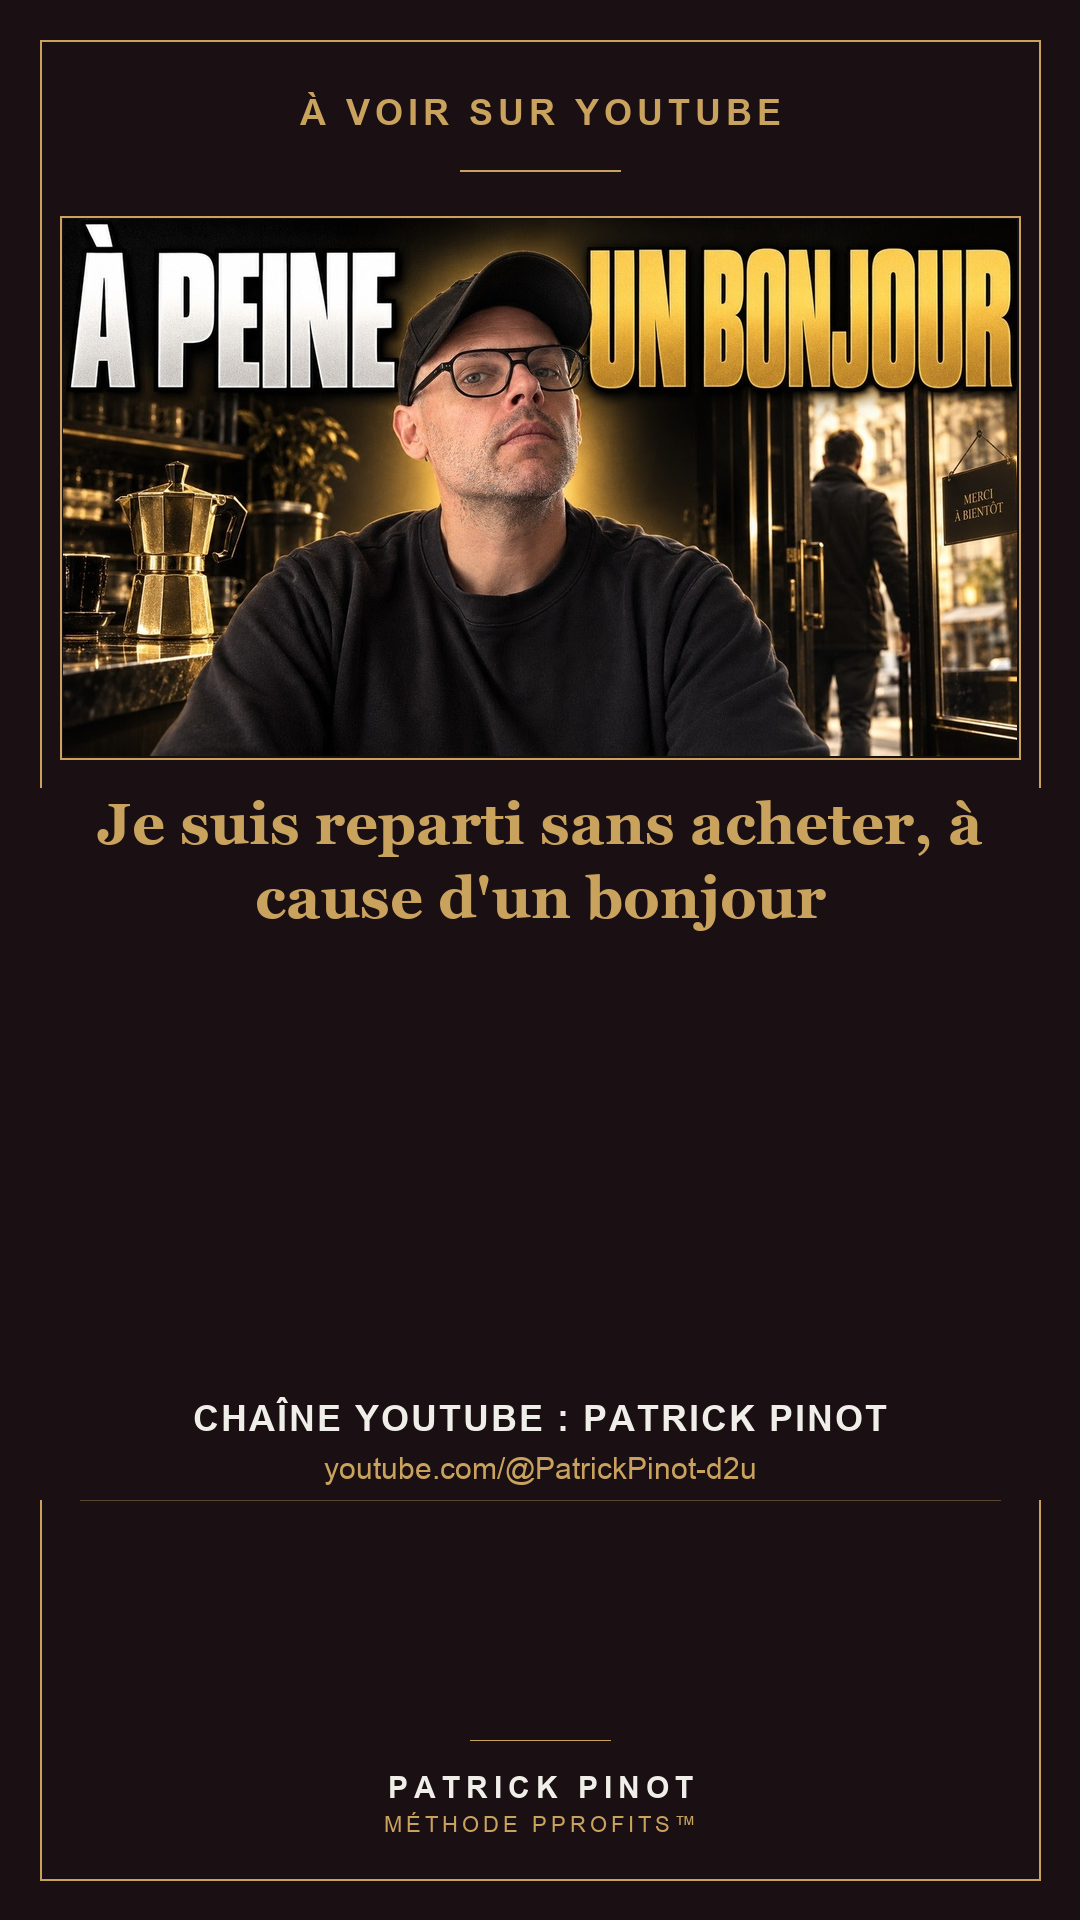 À VOIR SUR YOUTUBE
À PEINE UN BONJOUR
MERCI
À BIENTÔT
Je suis reparti sans acheter, à
cause d'un bonjour
CHAÎNE YOUTUBE : PATRICK PINOT
youtube.com/@PatrickPinot-d2u
PATRICK PINOT
MÉTHODE PPROFITS™